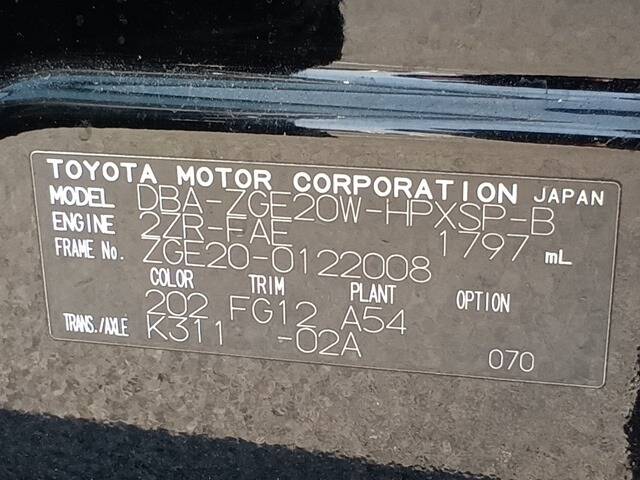 TOYOTA MOTOR CORPORATION JAPAN
MODEL DBA-ZGE20W-HPXSP-B
ENGINE 2ZR-FAE 1797 mL
FRAME No. ZGE20-0122008
COLOR TRIM PLANT OPTION
202 FG12 A54
TRANS./AXLE K311 -02A
070